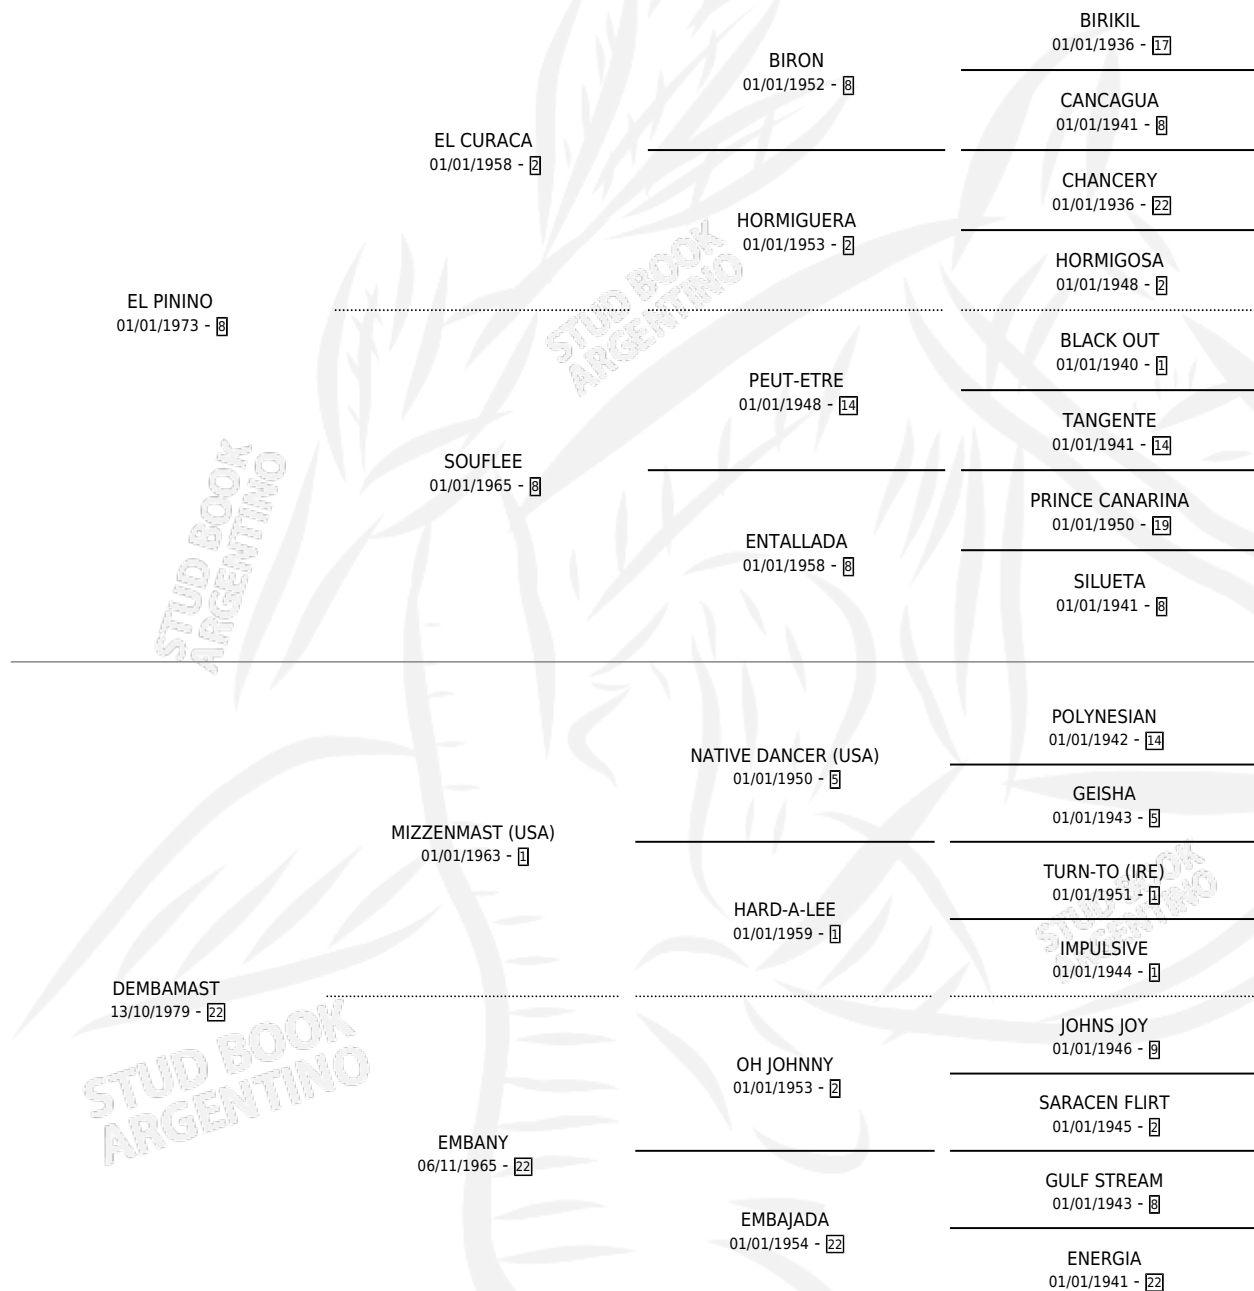 BIRIKIL
01/01/1936 - 17
BIRON
01/01/1952 - 8
CANCAGUA
01/01/1941 - 8
EL CURACA
01/01/1958 - 2
CHANCERY
01/01/1936 - 22
HORMIGUERA
01/01/1953 - 2
HORMIGOSA
01/01/1948 - 2
EL PININO
01/01/1973 - 8
BLACK OUT
01/01/1940 - 1
PEUT-ETRE
01/01/1948 - 14
TANGENTE
01/01/1941 - 14
SOUFLEE
01/01/1965 - 8
PRINCE CANARINA
01/01/1950 - 19
ENTALLADA
01/01/1958 - 8
SILUETA
01/01/1941 - 8
STUD BOOK
ARGENTINO
STUD BOOK
ARGENTINO
POLYNESIAN
01/01/1942 - 14
NATIVE DANCER (USA)
01/01/1950 - 5
GEISHA
01/01/1943 - 5
MIZZENMAST (USA)
01/01/1963 - 1
TURN-TO (IRE)
01/01/1951 - 1
HARD-A-LEE
01/01/1959 - 1
IMPULSIVE
01/01/1944 - 1
DEMBAMAST
13/10/1979 - 22
JOHNS JOY
01/01/1946 - 9
OH JOHNNY
01/01/1953 - 2
SARACEN FLIRT
01/01/1945 - 2
EMBANY
06/11/1965 - 22
GULF STREAM
01/01/1943 - 8
EMBAJADA
01/01/1954 - 22
ENERGIA
01/01/1941 - 22
STUD BOOK
ARGENTINO
STUD BOOK
ARGENTINO